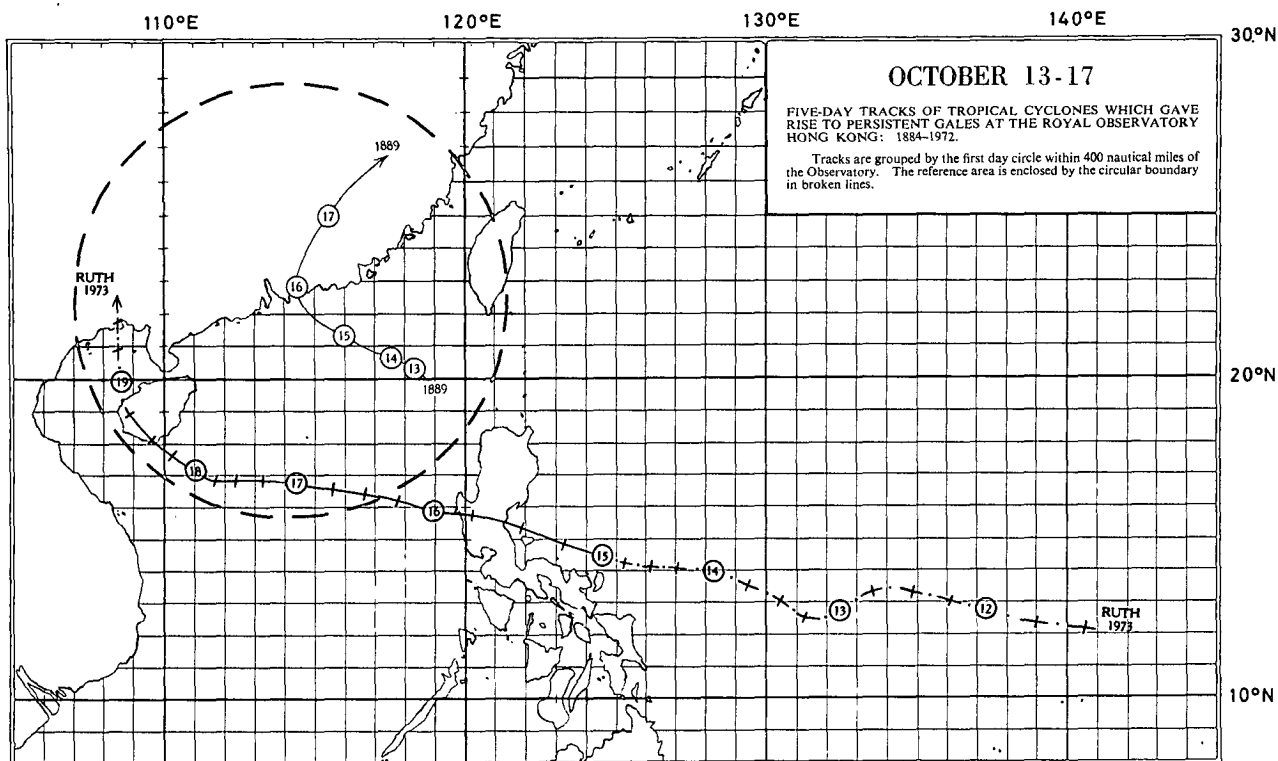 110°E 120°E 130°E 140°E
30°N
OCTOBER 13-17
FIVE-DAY TRACKS OF TROPICAL CYCLONES WHICH GAVE
RISE TO PERSISTENT GALES AT THE ROYAL OBSERVATORY
HONG KONG: 1884–1972.
Tracks are grouped by the first day circle within 400 nautical miles of
the Observatory. The reference area is enclosed by the circular boundary
in broken lines.
1889
17
RUTH
1973
16
15
14
13
1889
19
20°N
18
17
16
15
14
13
12
RUTH
1973
10°N